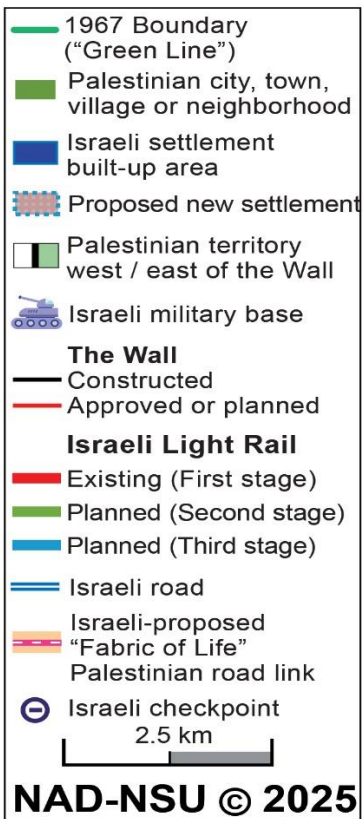 1967 Boundary
(“Green Line”)
Palestinian city, town,
village or neighborhood
Israeli settlement
built-up area
Proposed new settlement
Palestinian territory
west / east of the Wall
Israeli military base
The Wall
Constructed
Approved or planned
Israeli Light Rail
Existing (First stage)
Planned (Second stage)
Planned (Third stage)
Israeli road
Israeli-proposed
“Fabric of Life”
Palestinian road link
Israeli checkpoint
2.5 km
NAD-NSU © 2025